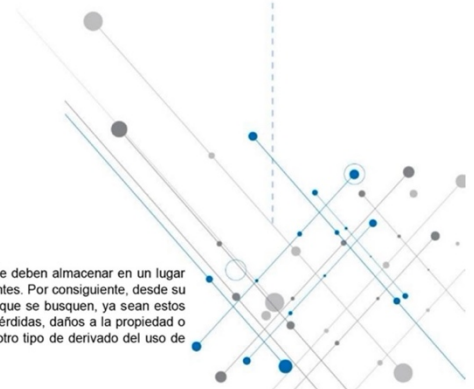 e deben almacenar en un lugar
ntes. Por consiguiente, desde su
que se busquen, ya sean estos
érdidas, daños a la propiedad o
otro tipo de derivado del uso de